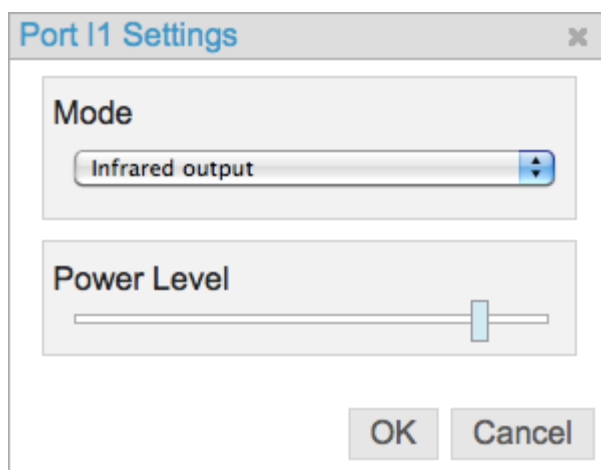 Port I1 Settings
Mode
Infrared output
Power Level
OK Cancel